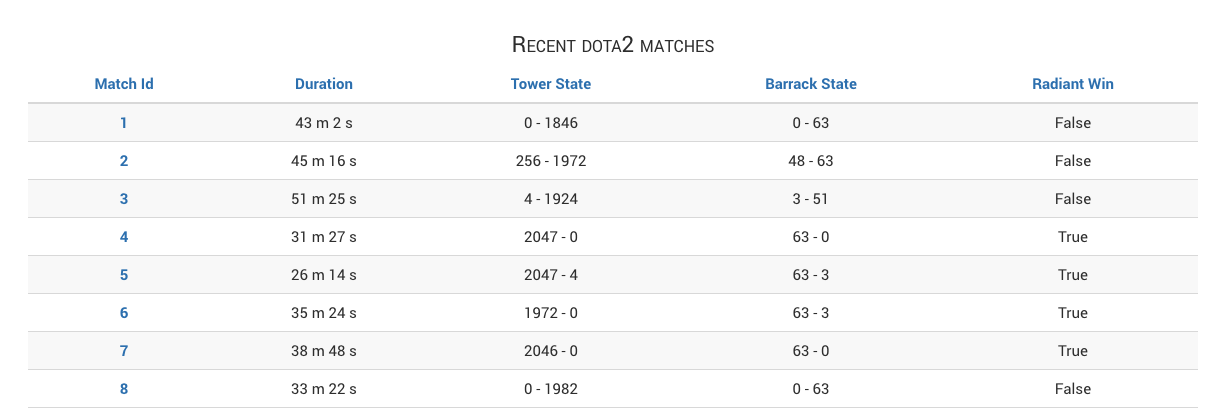 Recent dota2 matches
Match Id Duration Tower State Barrack State Radiant Win
1 43 m 2 s 0 - 1846 0 - 63 False
2 45 m 16 s 256 - 1972 48 - 63 False
3 51 m 25 s 4 - 1924 3 - 51 False
4 31 m 27 s 2047 - 0 63 - 0 True
5 26 m 14 s 2047 - 4 63 - 3 True
6 35 m 24 s 1972 - 0 63 - 3 True
7 38 m 48 s 2046 - 0 63 - 0 True
8 33 m 22 s 0 - 1982 0 - 63 False